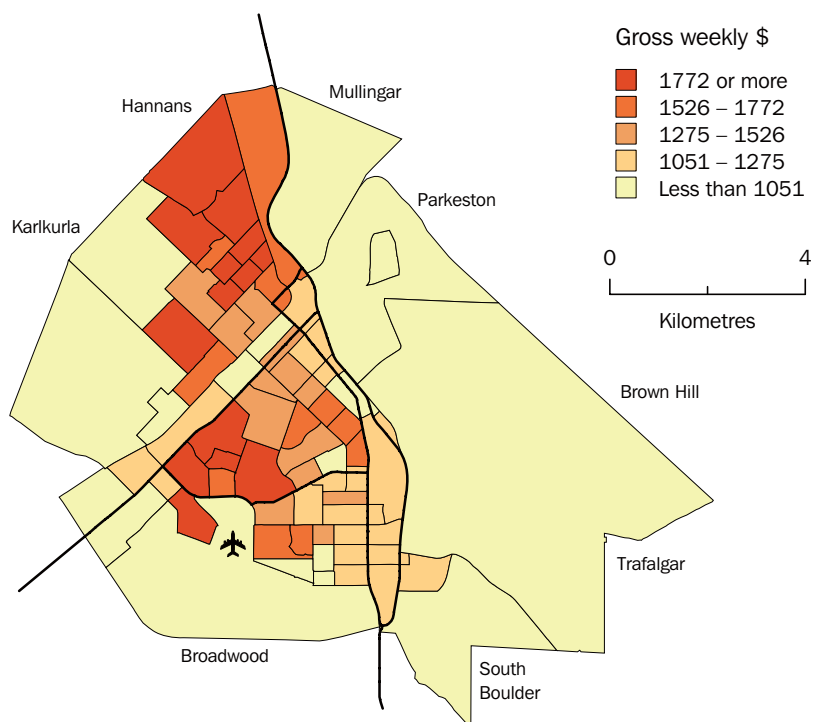 Gross weekly $
1772 or more
1526 – 1772
1275 – 1526
1051 – 1275
Less than 1051
0 4
Kilometres
Mullingar
Hannans
Parkeston
Karlkurla
Brown Hill
Trafalgar
Broadwood
South
Boulder